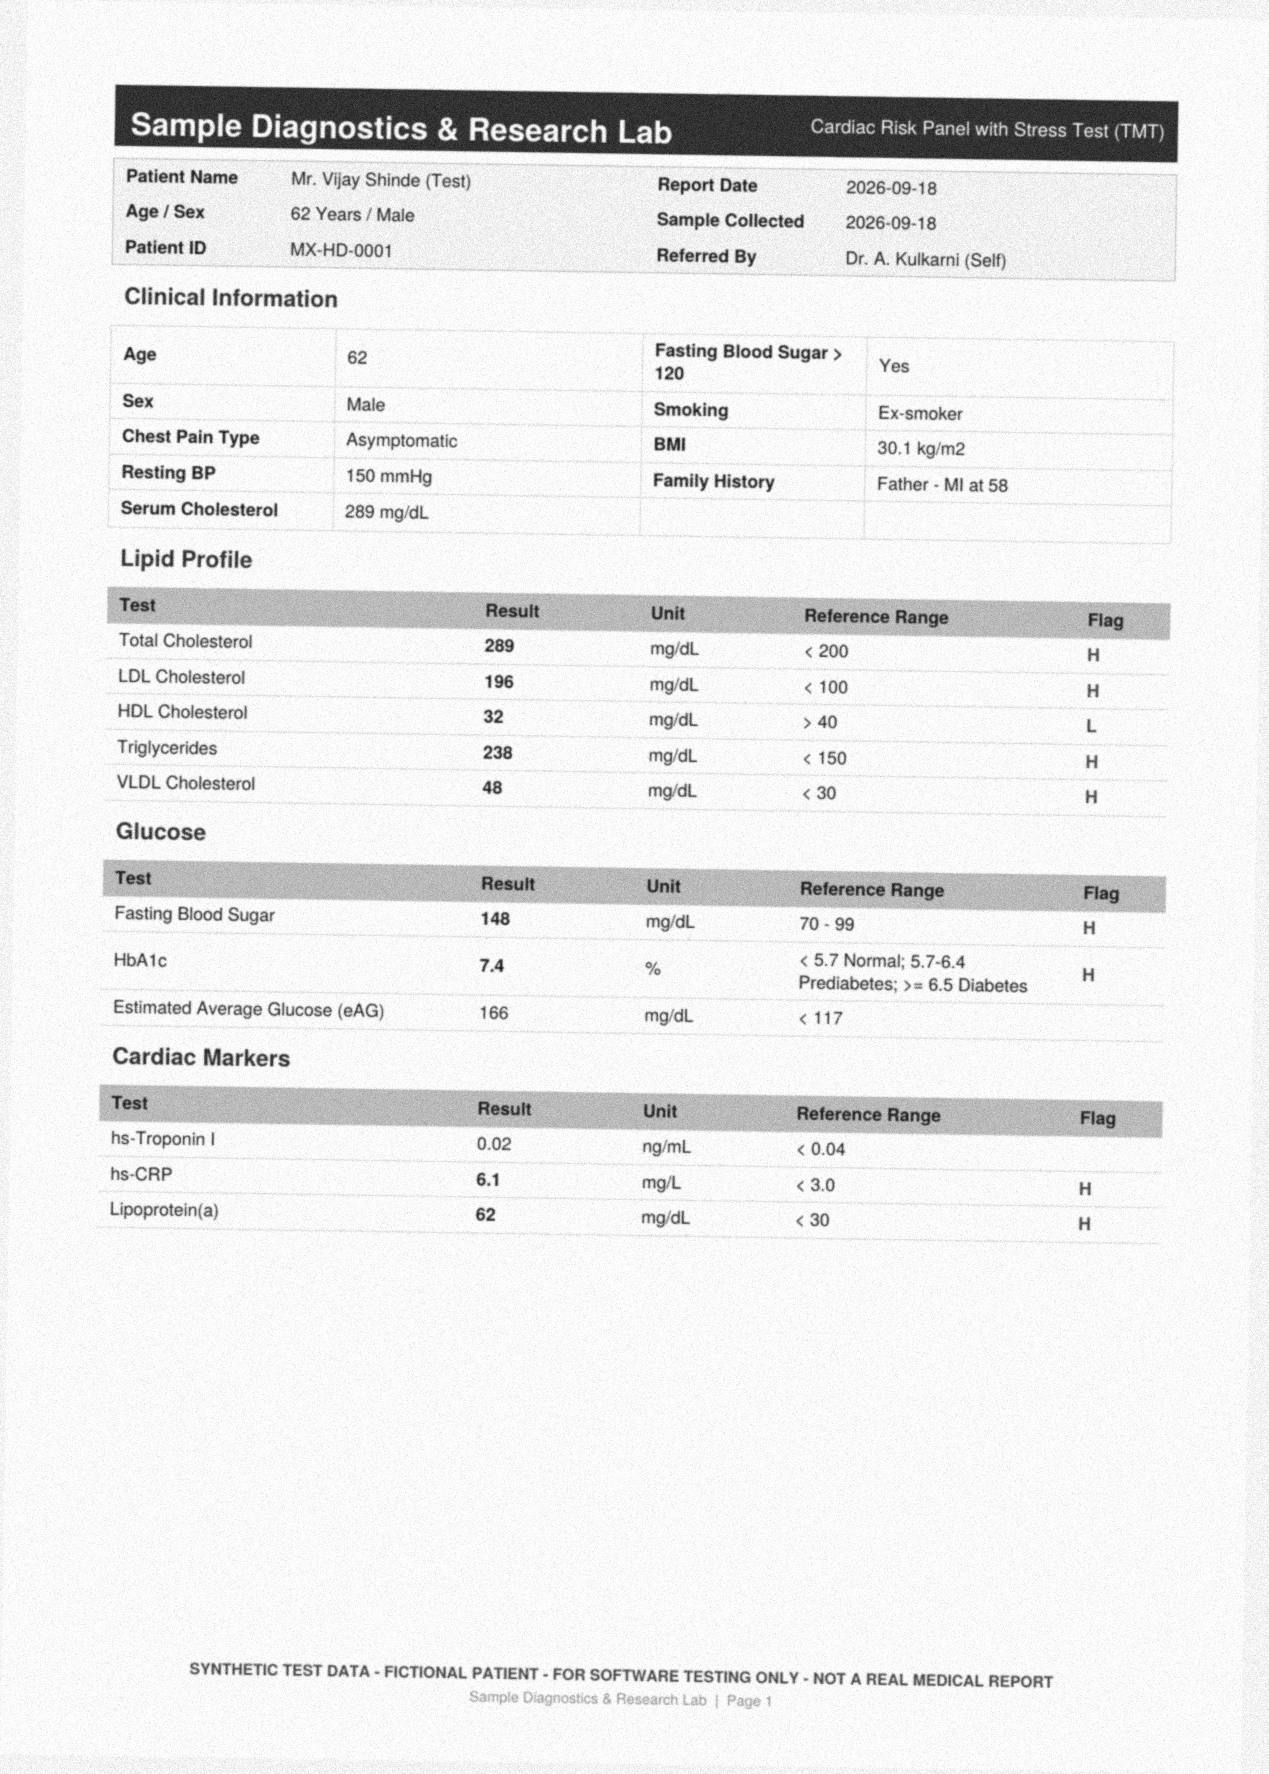 Sample Diagnostics & Research Lab Cardiac Risk Panel with Stress Test (TMT)
Patient Name Mr. Vijay Shinde (Test) Report Date 2026-09-18
Age / Sex 62 Years / Male Sample Collected 2026-09-18
Patient ID MX-HD-0001 Referred By Dr. A. Kulkarni (Self)
Clinical Information
Age 62 Fasting Blood Sugar > 120 Yes
Sex Male Smoking Ex-smoker
Chest Pain Type Asymptomatic BMI 30.1 kg/m2
Resting BP 150 mmHg Family History Father - MI at 58
Serum Cholesterol 289 mg/dL
Lipid Profile
Test Result Unit Reference Range Flag
Total Cholesterol 289 mg/dL < 200 H
LDL Cholesterol 196 mg/dL < 100 H
HDL Cholesterol 32 mg/dL > 40 L
Triglycerides 238 mg/dL < 150 H
VLDL Cholesterol 48 mg/dL < 30 H
Glucose
Test Result Unit Reference Range Flag
Fasting Blood Sugar 148 mg/dL 70 - 99 H
HbA1c 7.4 % < 5.7 Normal; 5.7-6.4 Prediabetes; >= 6.5 Diabetes H
Estimated Average Glucose (eAG) 166 mg/dL < 117
Cardiac Markers
Test Result Unit Reference Range Flag
hs-Troponin I 0.02 ng/mL < 0.04
hs-CRP 6.1 mg/L < 3.0 H
Lipoprotein(a) 62 mg/dL < 30 H
SYNTHETIC TEST DATA - FICTIONAL PATIENT - FOR SOFTWARE TESTING ONLY - NOT A REAL MEDICAL REPORT
Sample Diagnostics & Research Lab | Page 1